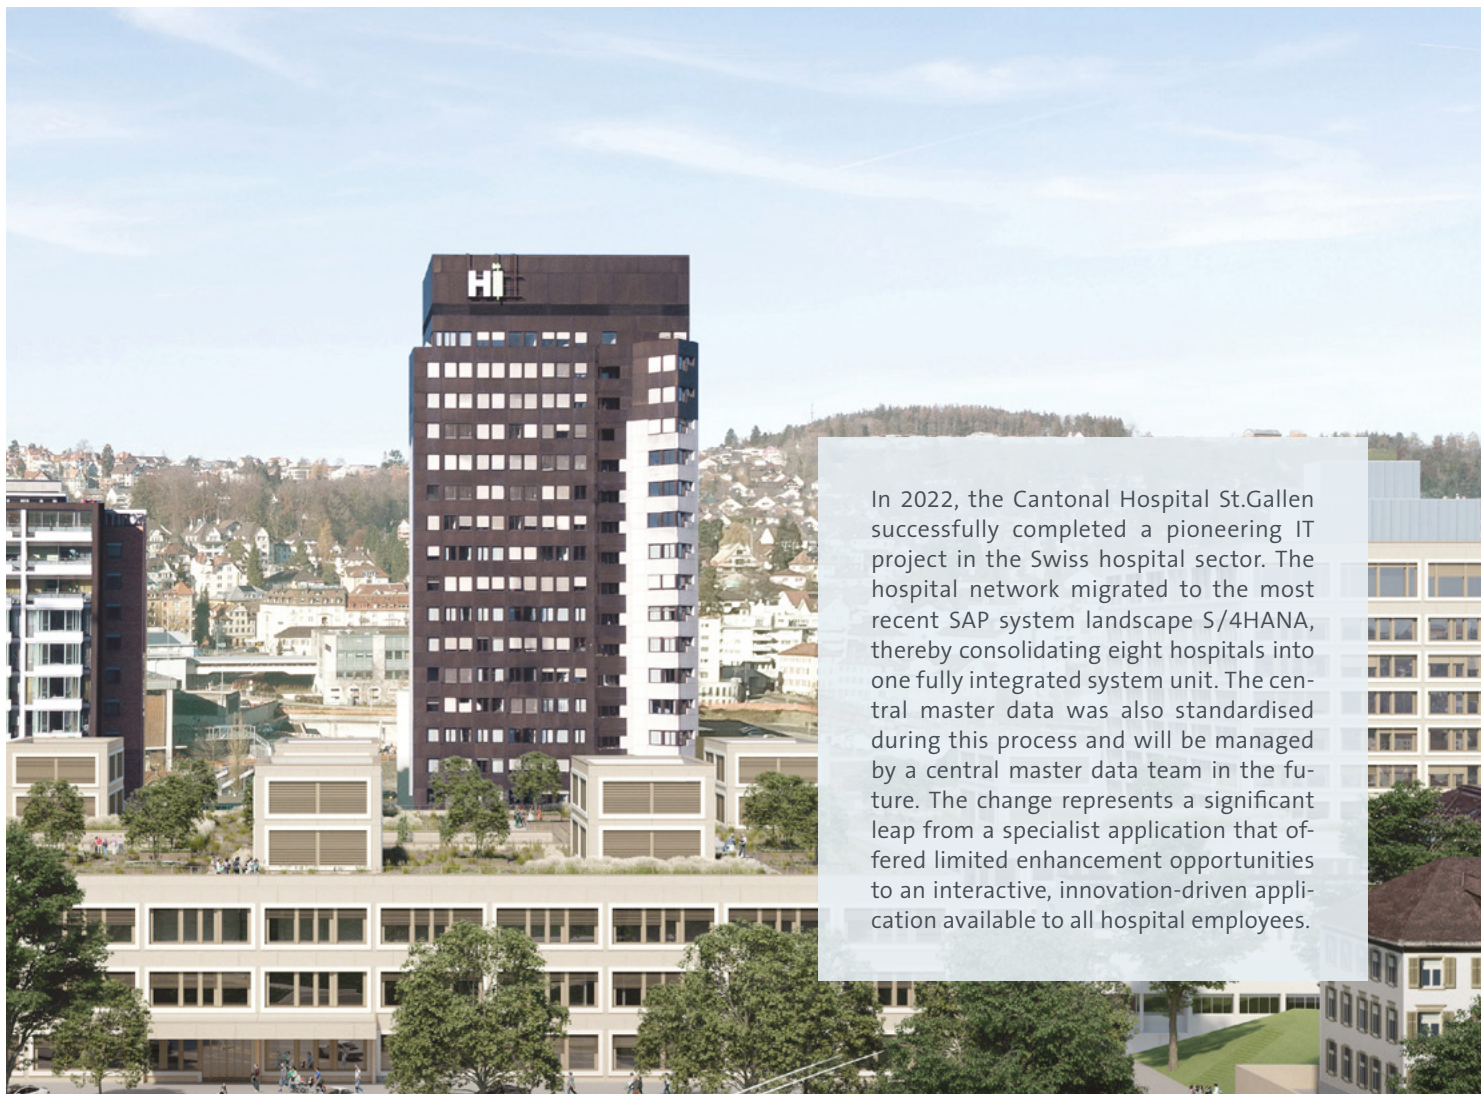 Hi
In 2022, the Cantonal Hospital St.Gallen
successfully completed a pioneering IT
project in the Swiss hospital sector. The
hospital network migrated to the most
recent SAP system landscape S/4HANA,
thereby consolidating eight hospitals into
one fully integrated system unit. The cen-
tral master data was also standardised
during this process and will be managed
by a central master data team in the fu-
ture. The change represents a significant
leap from a specialist application that of-
fered limited enhancement opportunities
to an interactive, innovation-driven appli-
cation available to all hospital employees.